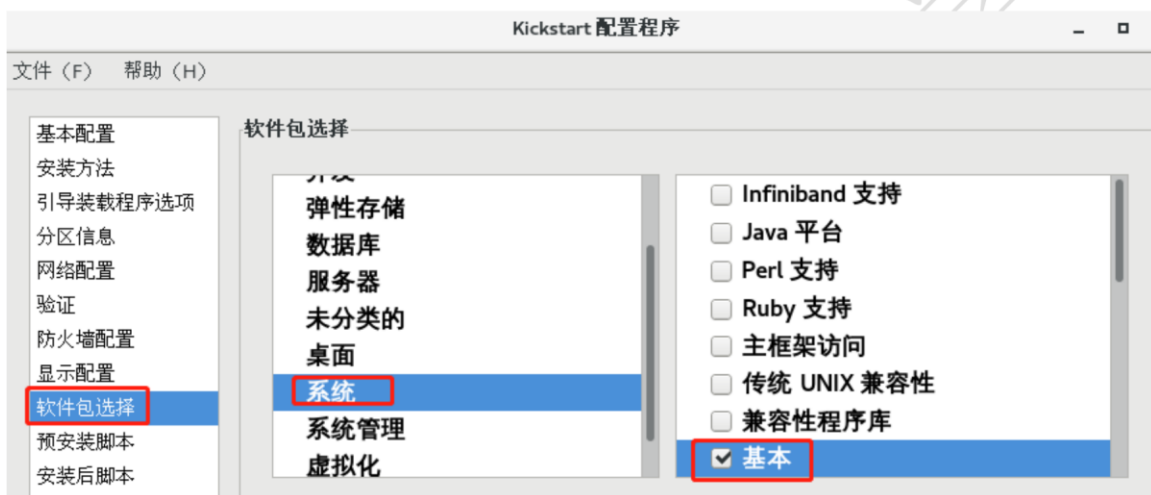 Kickstart 配置程序
文件（F） 帮助（H）
基本配置
安装方法
引导装载程序选项
分区信息
网络配置
验证
防火墙配置
显示配置
软件包选择
预安装脚本
安装后脚本
软件包选择
开发
弹性存储
数据库
服务器
未分类的
桌面
系统
系统管理
虚拟化
Infiniband 支持
Java 平台
Perl 支持
Ruby 支持
主框架访问
传统 UNIX 兼容性
兼容性程序库
基本